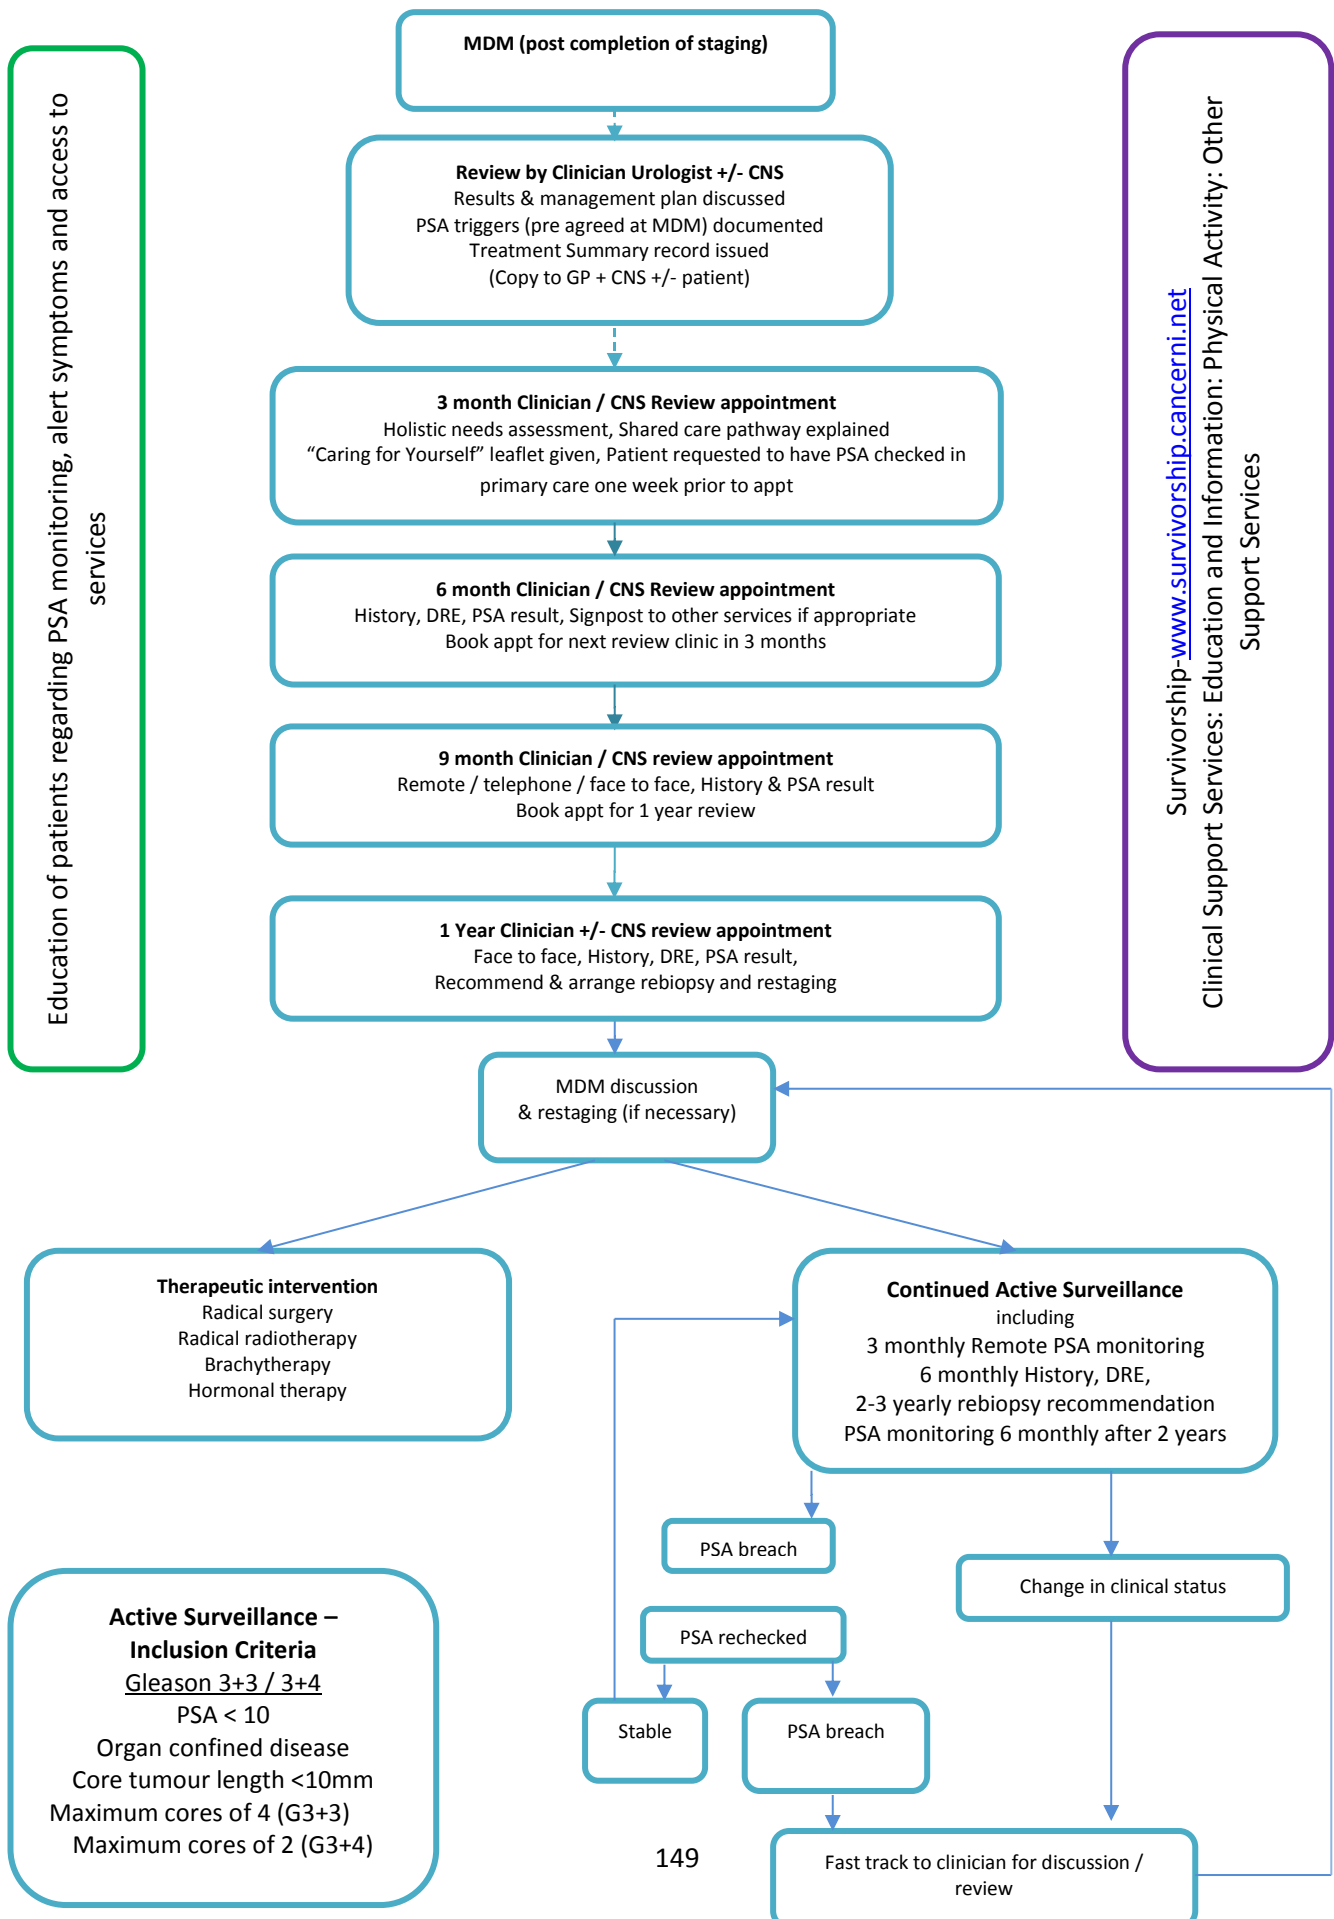 MDM (post completion of staging)
Education of patients regarding PSA monitoring, alert symptoms and access to
services
Survivorship-www.survivorship.cancerni.net
Clinical Support Services: Education and Information: Physical Activity: Other
Support Services
Review by Clinician Urologist +/- CNS
Results & management plan discussed
PSA triggers (pre agreed at MDM) documented
Treatment Summary record issued
(Copy to GP + CNS +/- patient)
3 month Clinician / CNS Review appointment
Holistic needs assessment, Shared care pathway explained
“Caring for Yourself” leaflet given, Patient requested to have PSA checked in
primary care one week prior to appt
6 month Clinician / CNS Review appointment
History, DRE, PSA result, Signpost to other services if appropriate
Book appt for next review clinic in 3 months
9 month Clinician / CNS review appointment
Remote / telephone / face to face, History & PSA result
Book appt for 1 year review
1 Year Clinician +/- CNS review appointment
Face to face, History, DRE, PSA result,
Recommend & arrange rebiopsy and restaging
MDM discussion
& restaging (if necessary)
Therapeutic intervention
Radical surgery
Radical radiotherapy
Brachytherapy
Hormonal therapy
Continued Active Surveillance
including
3 monthly Remote PSA monitoring
6 monthly History, DRE,
2-3 yearly rebiopsy recommendation
PSA monitoring 6 monthly after 2 years
PSA breach
Change in clinical status
PSA rechecked
Stable
PSA breach
Active Surveillance –
Inclusion Criteria
Gleason 3+3 / 3+4
PSA < 10
Organ confined disease
Core tumour length <10mm
Maximum cores of 4 (G3+3)
Maximum cores of 2 (G3+4)
Fast track to clinician for discussion /
review
149